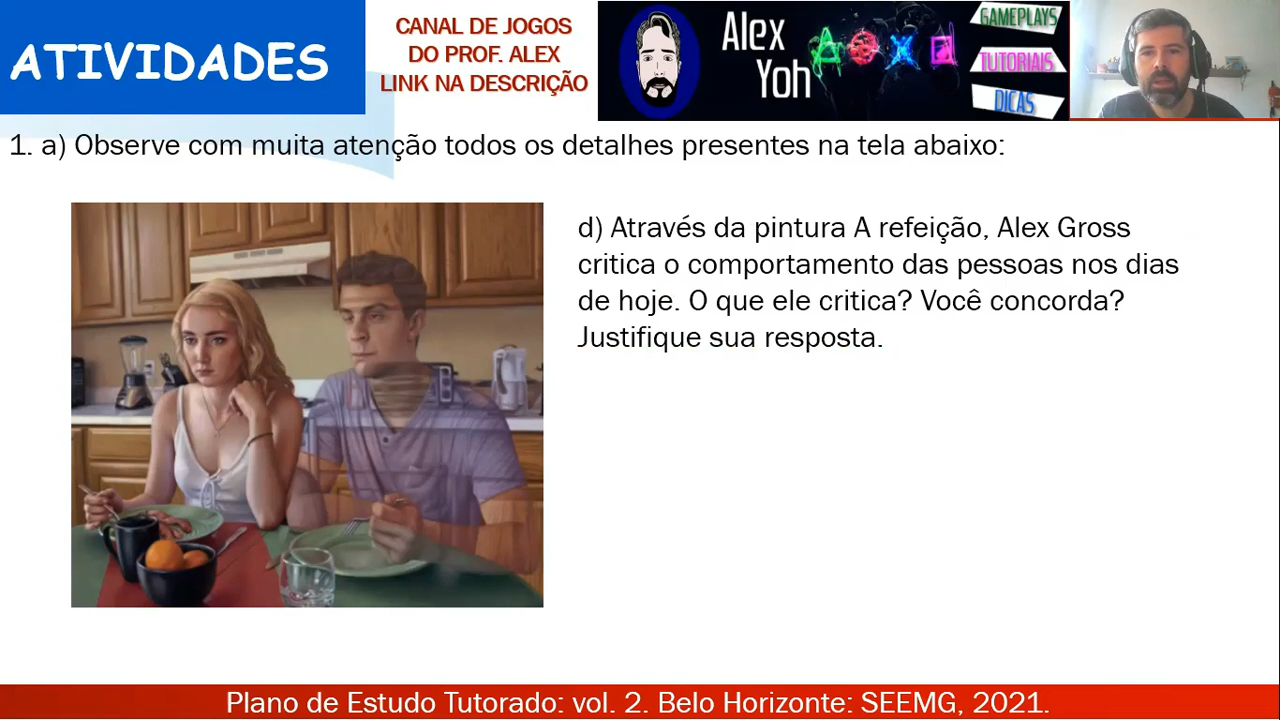 ATIVIDADES
CANAL DE JOGOS
DO PROF. ALEX
LINK NA DESCRIÇÃO
Alex
Yoh
GAMEPLAYS
TUTORIAIS
DICAS
1. a) Observe com muita atenção todos os detalhes presentes na tela abaixo:
d) Através da pintura A refeição, Alex Gross
critica o comportamento das pessoas nos dias
de hoje. O que ele critica? Você concorda?
Justifique sua resposta.
Plano de Estudo Tutorado: vol. 2. Belo Horizonte: SEEMG, 2021.